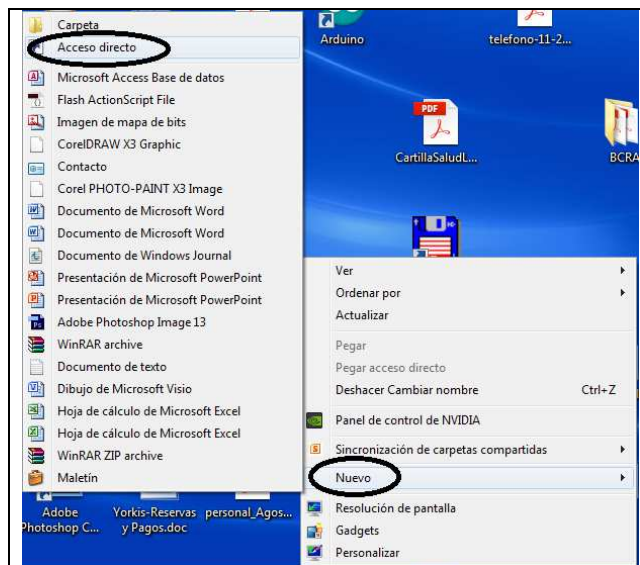 Carpeta
Acceso directo
Microsoft Access Base de datos
Flash ActionScript File
Imagen de mapa de bits
CorelDRAW X3 Graphic
Contacto
Corel PHOTO-PAINT X3 Image
Documento de Microsoft Word
Documento de Microsoft Word
Documento de Windows Journal
Presentación de Microsoft PowerPoint
Presentación de Microsoft PowerPoint
Adobe Photoshop Image 13
WinRAR archive
Documento de texto
Dibujo de Microsoft Visio
Hoja de cálculo de Microsoft Excel
Hoja de cálculo de Microsoft Excel
WinRAR ZIP archive
Maletín
Arduino
telefono-11-2...
PDF
CartillaSaludL...
BCRA
Ver
Ordenar por
Actualizar
Pegar
Pegar acceso directo
Deshacer Cambiar nombre Ctrl+Z
Panel de control de NVIDIA
Sincronización de carpetas compartidas
Nuevo
Resolución de pantalla
Gadgets
Personalizar
Adobe
Photoshop C...
Yorkis-Reservas
y Pagos.doc
personal_Agos...